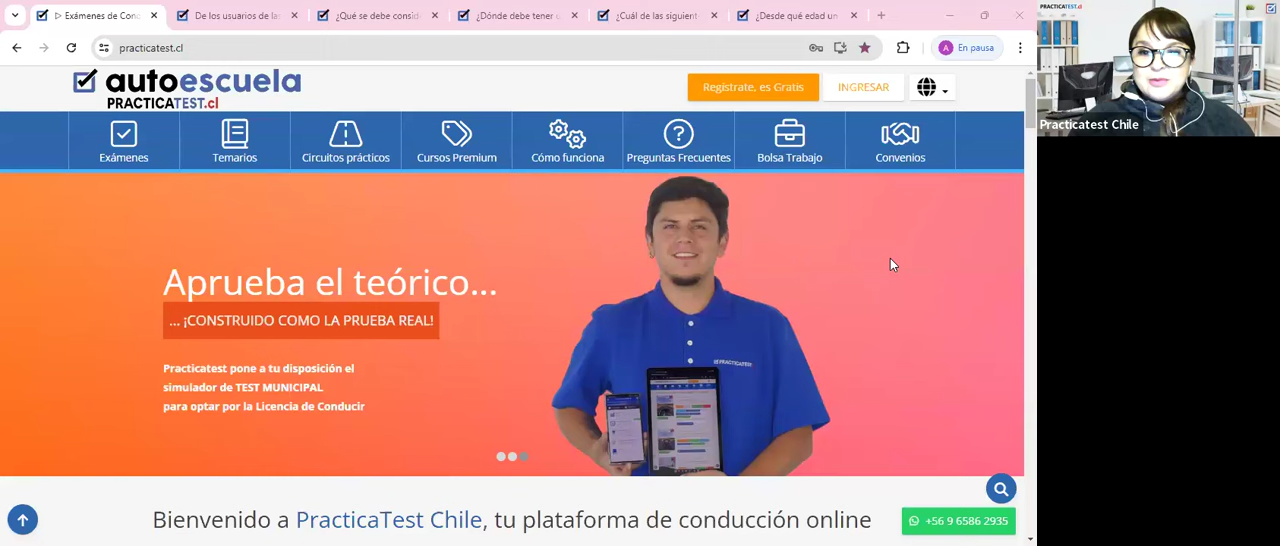 ▷ Exámenes de Con
De los usuarios de la
¿Qué se debe consid
¿Dónde debe tener u
¿Cuál de las siguient
¿Desde qué edad un
practicatest.cl
A
En pausa
autoescuela
PRACTICATEST.cl
Regístrate, es Gratis
INGRESAR
Exámenes
Temarios
Circuitos prácticos
Cursos Premium
Cómo funciona
Preguntas Frecuentes
Bolsa Trabajo
Convenios
Aprueba el teórico...
... ¡CONSTRUIDO COMO LA PRUEBA REAL!
Practicatest pone a tu disposición el
simulador de TEST MUNICIPAL
para optar por la Licencia de Conducir
PRACTICATEST
Bienvenido a PracticaTest Chile, tu plataforma de conducción online
+56 9 6586 2935
PRACTICATEST.cl
Practicatest Chile